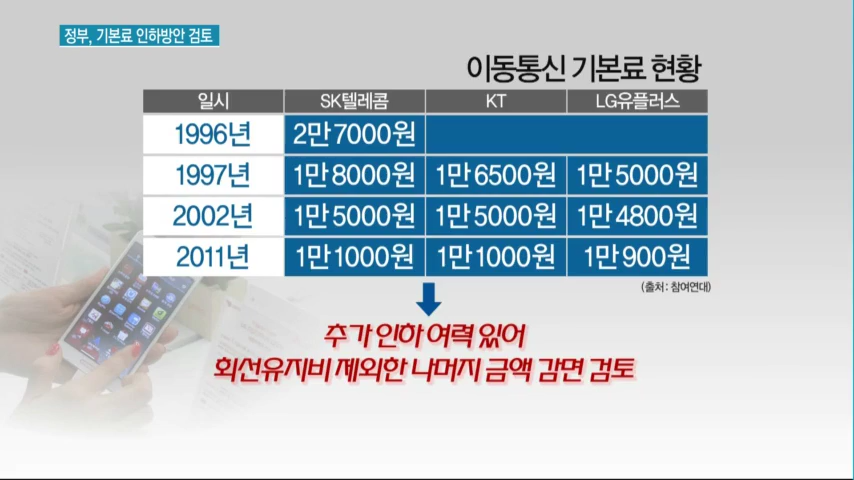 정부, 기본료 인하방안 검토
이동통신 기본료 현황
일시 SK텔레콤 KT LG유플러스
1996년 2만 7000원
1997년 1만 8000원 1만 6500원 1만 5000원
2002년 1만 5000원 1만 5000원 1만 4800원
2011년 1만 1000원 1만 1000원 1만 900원
(출처: 참여연대)
추가 인하 여력 있어
회선유지비 제외한 나머지 금액 감면 검토